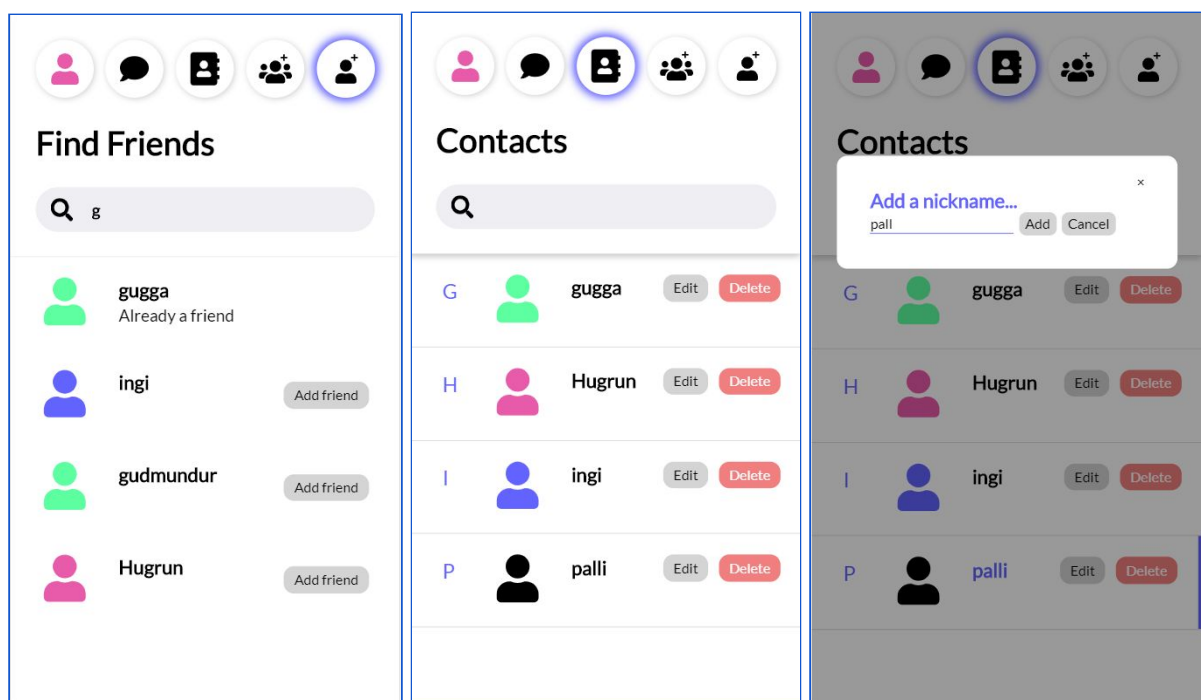 Find Friends
g
gugga
Already a friend
ingi
Add friend
gudmundur
Add friend
Hugrun
Add friend
Contacts
G gugga Edit Delete
H Hugrun Edit Delete
I ingi Edit Delete
P palli Edit Delete
Contacts
×
Add a nickname...
pall Add Cancel
G gugga Edit Delete
H Hugrun Edit Delete
I ingi Edit Delete
P palli Edit Delete